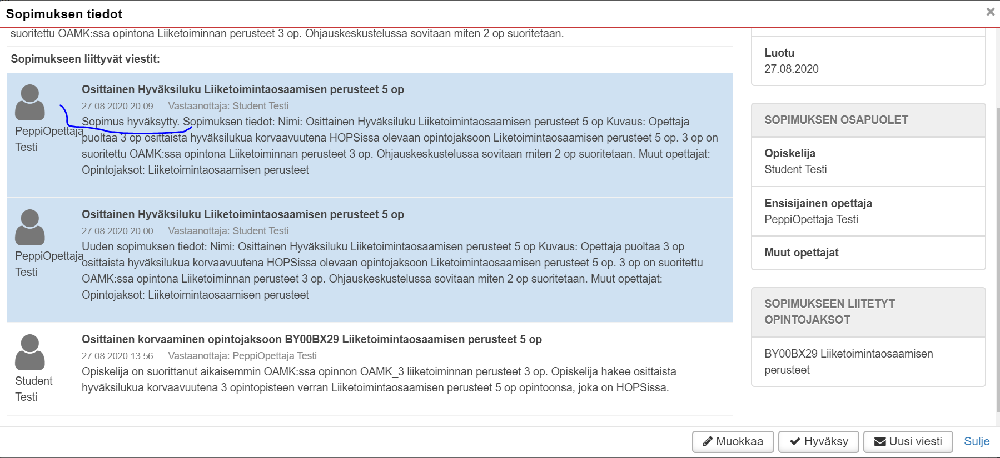 Sopimuksen tiedot
suoritettu OAMK:ssa opintona Liiketoiminnan perusteet 3 op. Ohjauskeskustelussa sovitaan miten 2 op suoritetaan.
Sopimukseen liittyvät viestit:
Osittainen Hyväksiluku Liiketoimintaosaamisen perusteet 5 op
27.08.2020 20.09 Vastaanottaja: Student Testi
PeppiOpettaja
Testi
Sopimus hyväksytty. Sopimuksen tiedot: Nimi: Osittainen Hyväksiluku Liiketoimintaosaamisen perusteet 5 op Kuvaus: Opettaja
puoltaa 3 op osittaista hyväksilukua korvaavuutena HOPSissa olevaan opintojaksoon Liketoimintaosaamisen perusteet 5 op. 3 op on
suoritettu OAMK:ssa opintona Liiketoiminnan perusteet 3 op. Ohjauskeskustelussa sovitaan miten 2 op suoritetaan. Muut opettajat:
Opintojaksot: Liiketoimintaosaamisen perusteet
Osittainen Hyväksiluku Liiketoimintaosaamisen perusteet 5 op
27.08.2020 20.00 Vastaanottaja: Student Testi
PeppiOpettaja
Testi
Uuden sopimuksen tiedot: Nimi: Osittainen Hyväksiluku Liiketoimintaosaamisen perusteet 5 op Kuvaus: Opettaja puoltaa 3 op
osittaista hyväksilukua korvaavuutena HOPSissa olevaan opintojaksoon Liketoimintaosaamisen perusteet 5 op. 3 op on suoritettu
OAMK:ssa opintona Liiketoiminnan perusteet 3 op. Ohjauskeskustelussa sovitaan miten 2 op suoritetaan. Muut opettajat:
Opintojaksot: Liiketoimintaosaamisen perusteet
Osittainen korvaaminen opintojaksoon BY00BX29 Liiketoimintaosaamisen perusteet 5 op
27.08.2020 13.56 Vastaanottaja: PeppiOpettaja Testi
Student
Testi
Opiskelija on suorittanut aikaisemmin OAMK:ssa opinnon OAMK_3 liiketoiminnan perusteet 3 op. Opiskelija hakee osittaista
hyväksilukua korvaavuutena 3 opintopisteen verran Liiketoimintaosaamisen perusteet 5 op opintoonsa, joka on HOPSissa.
Luotu
27.08.2020
SOPIMUKSEN OSAPUOLET
Opiskelija
Student Testi
Ensisijainen opettaja
PeppiOpettaja Testi
Muut opettajat
SOPIMUKSEEN LIITETYT
OPINTOJAKSOT
BY00BX29 Liiketoimintaosaamisen
perusteet
Muokkaa
Hyväksy
Uusi viesti
Sulje